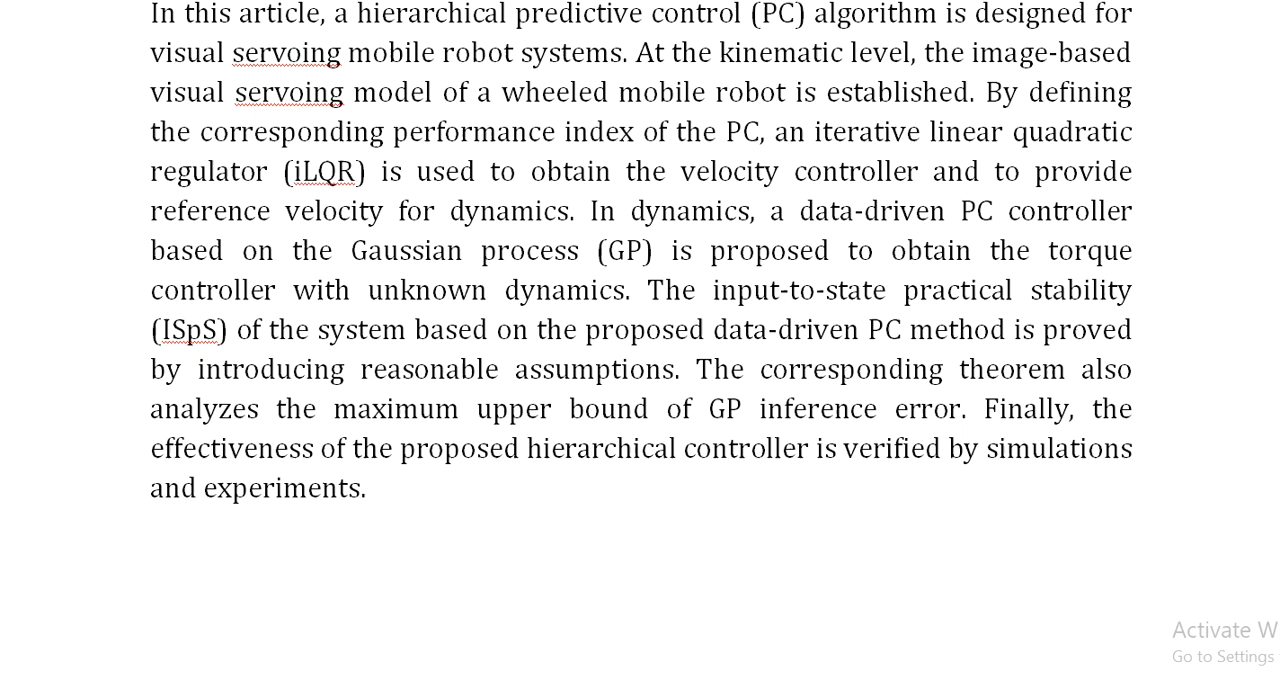 In this article, a hierarchical predictive control (PC) algorithm is designed for
visual servoing mobile robot systems. At the kinematic level, the image-based
visual servoing model of a wheeled mobile robot is established. By defining
the corresponding performance index of the PC, an iterative linear quadratic
regulator (iLQR) is used to obtain the velocity controller and to provide
reference velocity for dynamics. In dynamics, a data-driven PC controller
based on the Gaussian process (GP) is proposed to obtain the torque
controller with unknown dynamics. The input-to-state practical stability
(ISpS) of the system based on the proposed data-driven PC method is proved
by introducing reasonable assumptions. The corresponding theorem also
analyzes the maximum upper bound of GP inference error. Finally, the
effectiveness of the proposed hierarchical controller is verified by simulations
and experiments.
Activate W
Go to Settings